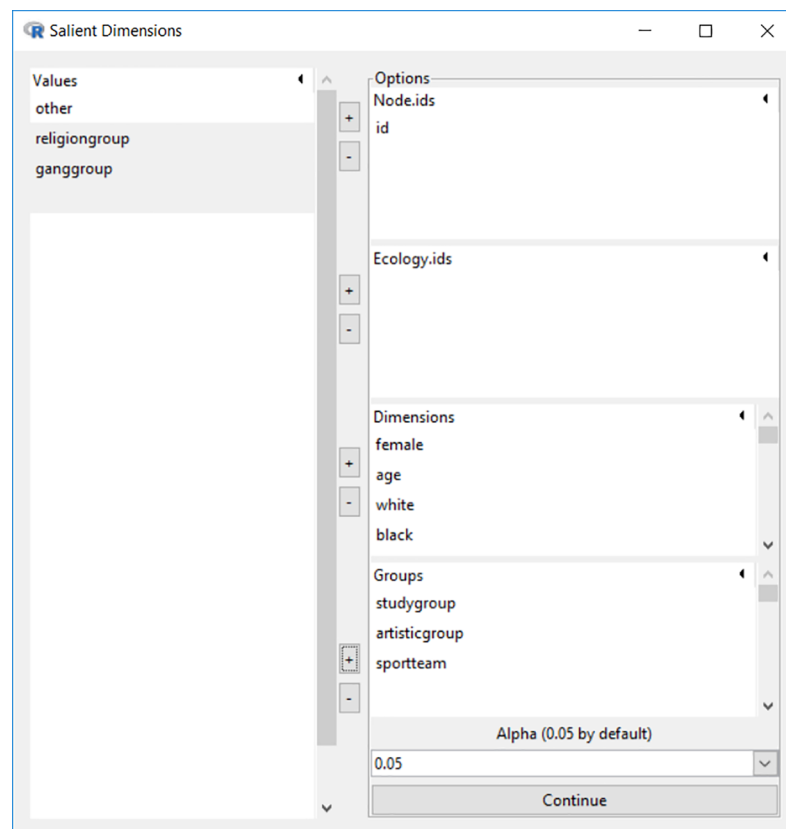 Salient Dimensions
Values
other
religiongroup
ganggroup
+
-
+
-
+
-
+
-
Options
Node.ids
id
Ecology.ids
Dimensions
female
age
white
black
Groups
studygroup
artisticgroup
sportteam
Alpha (0.05 by default)
0.05
Continue